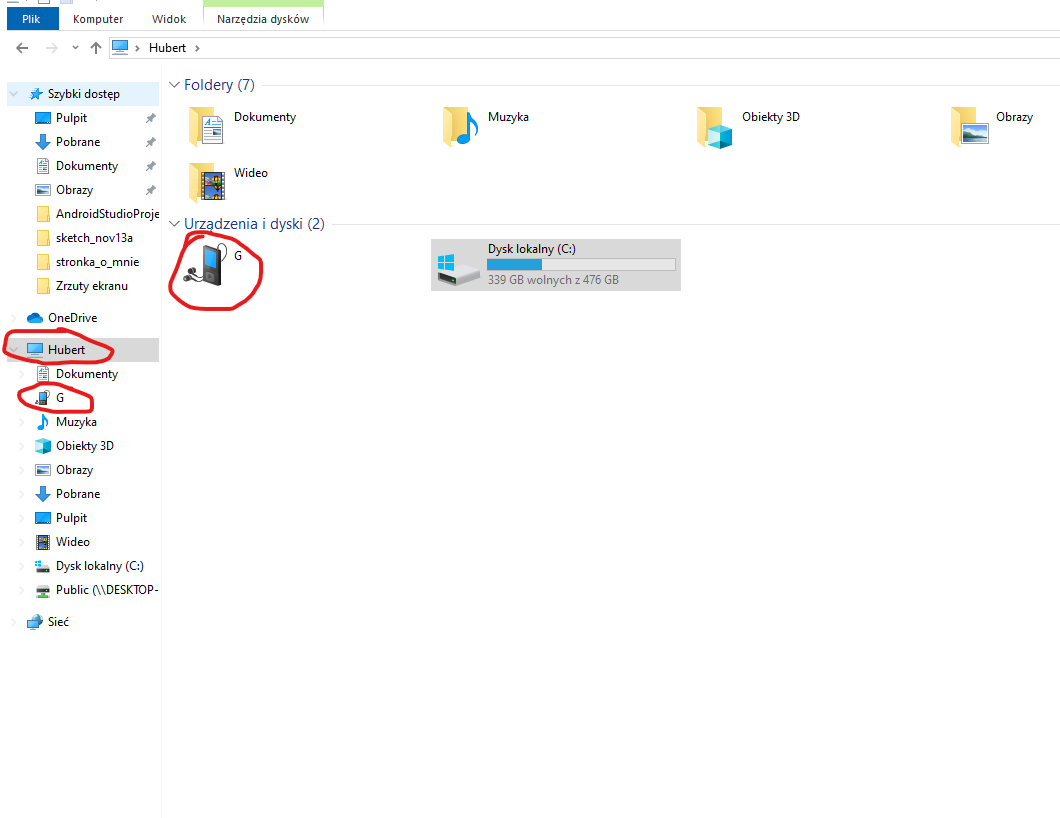 Plik Komputer Widok Narzędzia dysków
Hubert
Szybki dostęp
Pulpit
Pobrane
Dokumenty
Obrazy
AndroidStudioProje
sketch_nov13a
stronka_o_mnie
Zrzuty ekranu
OneDrive
Hubert
Dokumenty
G
Muzyka
Obiekty 3D
Obrazy
Pobrane
Pulpit
Wideo
Dysk lokalny (C:)
Public (\\DESKTOP-
Sieć
Foldery (7)
Dokumenty
Muzyka
Obiekty 3D
Obrazy
Wideo
Urządzenia i dyski (2)
G
Dysk lokalny (C:)
339 GB wolnych z 476 GB